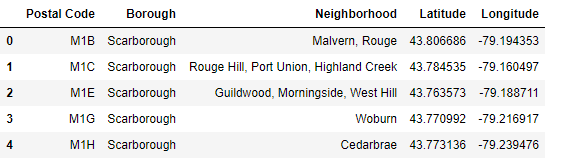 Postal Code Borough Neighborhood Latitude Longitude
0 M1B Scarborough Malvern, Rouge 43.806686 -79.194353
1 M1C Scarborough Rouge Hill, Port Union, Highland Creek 43.784535 -79.160497
2 M1E Scarborough Guildwood, Morningside, West Hill 43.763573 -79.188711
3 M1G Scarborough Woburn 43.770992 -79.216917
4 M1H Scarborough Cedarbrae 43.773136 -79.239476